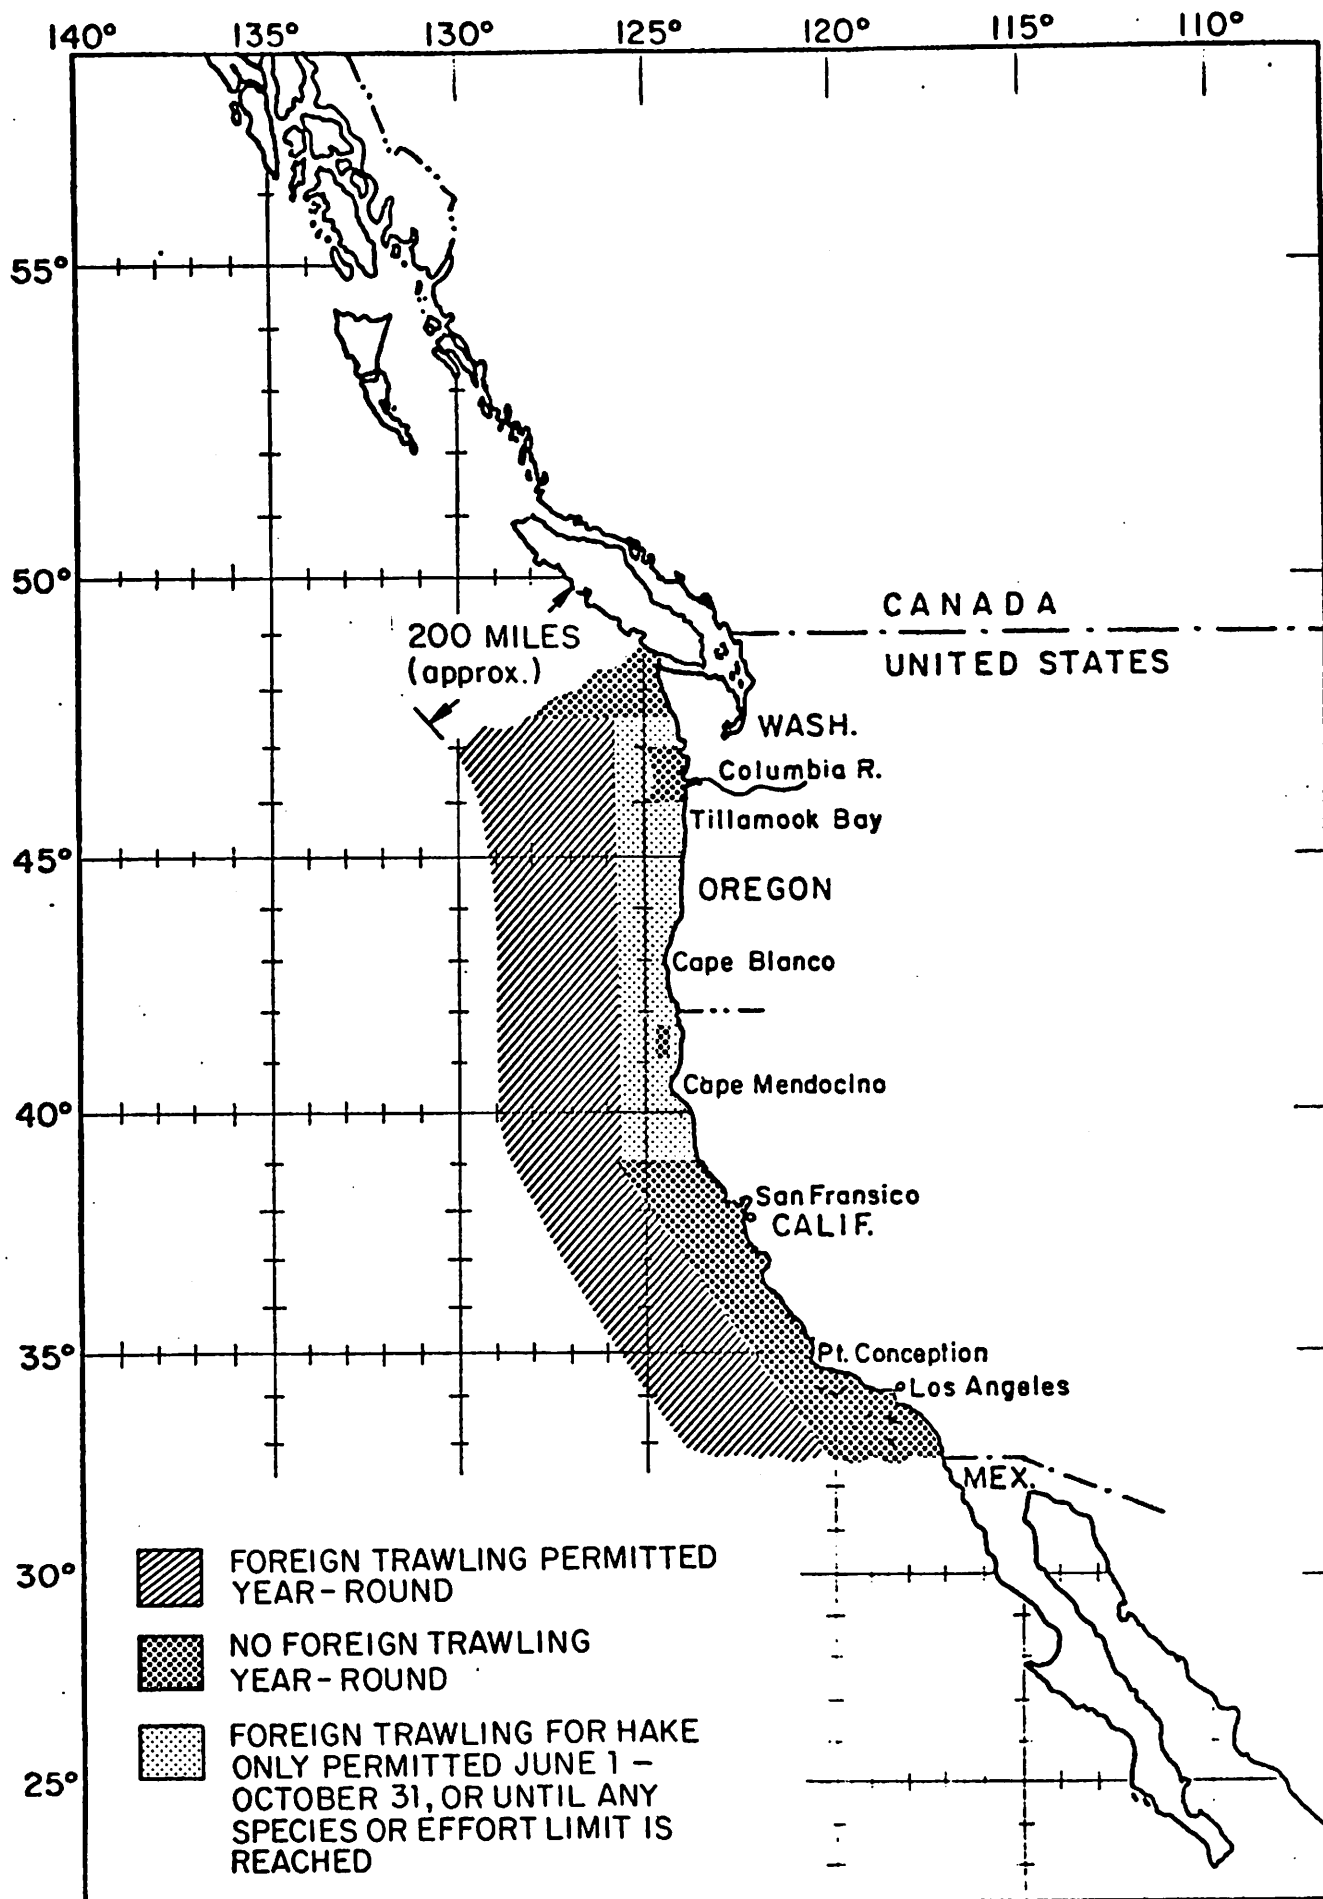 140° 135° 130° 125° 120° 115° 110°
55°
50°
CANADA
200 MILES
(approx.)
UNITED STATES
WASH.
Columbia R.
Tillamook Bay
45°
OREGON
Cape Blanco
Cape Mendocino
40°
San Fransico
CALIF.
35°
Pt. Conception
Los Angeles
MEX.
30°
FOREIGN TRAWLING PERMITTED
YEAR-ROUND
NO FOREIGN TRAWLING
YEAR-ROUND
25°
FOREIGN TRAWLING FOR HAKE
ONLY PERMITTED JUNE 1 -
OCTOBER 31, OR UNTIL ANY
SPECIES OR EFFORT LIMIT IS
REACHED